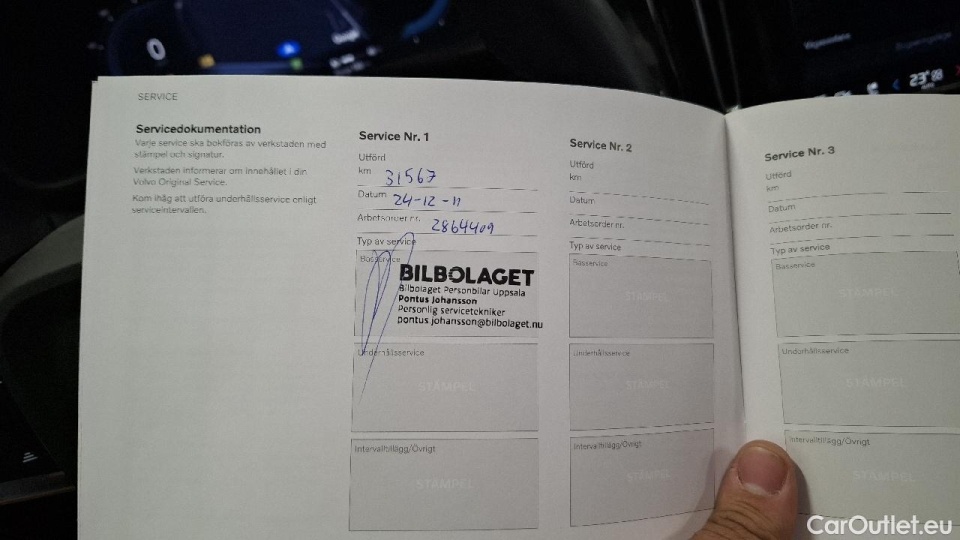 SERVICE
Servicedokumentation
Varje service ska bokföras av verkstaden med
stämpel och signatur.
Verkstaden informerar om innehållet i din
Volvo Original Service.
Kom ihåg att utföra underhållsservice enligt
serviceintervallen.
Service Nr. 1
Utförd
km 31567
Datum 24-12-11
Arbetsorder nr. 2864409
Typ av service
Basservice
BILBOLAGET
Bilbolaget Personbilar Uppsala
Pontus Johansson
Personlig servicetekniker
pontus.johansson@bilbolaget.nu
Underhållsservice
STÄMPEL
Intervalltillägg/Övrigt
STÄMPEL
Service Nr. 2
Utförd
km
Datum
Arbetsorder nr.
Typ av service
Basservice
STÄMPEL
Underhållsservice
STÄMPEL
Intervalltillägg/Övrigt
STÄMPEL
Service Nr. 3
Utförd
km
Datum
Arbetsorder nr.
Typ av service
Basservice
STÄMPEL
Underhållsservice
STÄMPEL
Intervalltillägg/Övrigt
STÄMPEL
0
23°
CarOutlet.eu